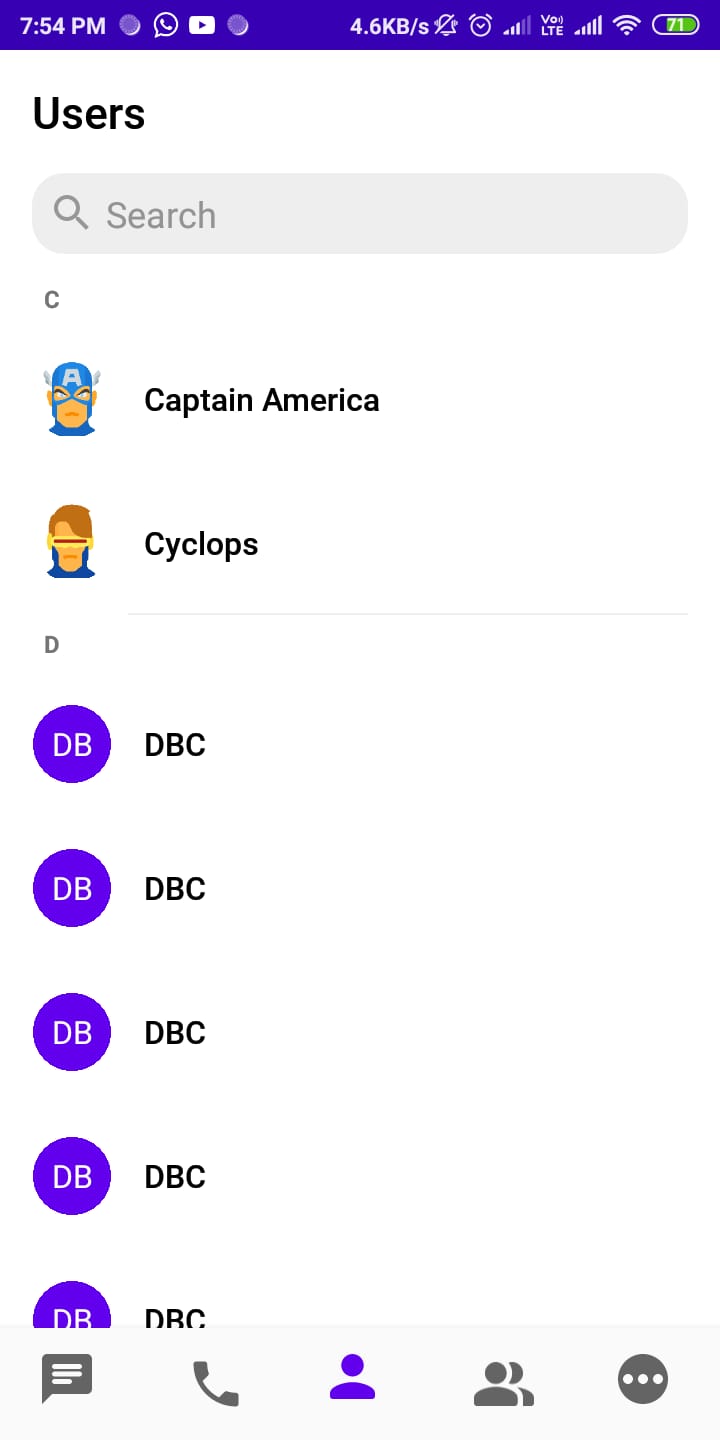 7:54 PM 4.6KB/s Vo)) LTE 71
Users
Search
C
A
Captain America
Cyclops
D
DB DBC
DB DBC
DB DBC
DB DBC
DB DBC